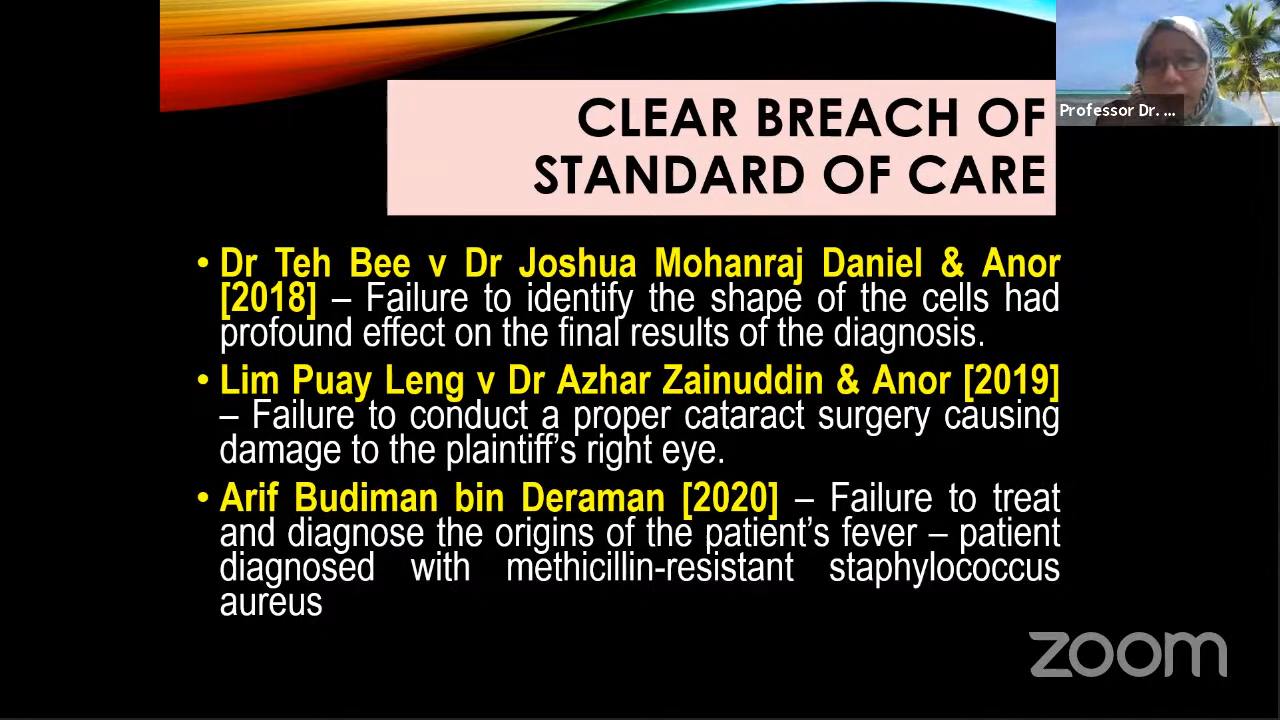 Professor Dr. ...
CLEAR BREACH OF
STANDARD OF CARE
• Dr Teh Bee v Dr Joshua Mohanraj Daniel & Anor
[2018] – Failure to identify the shape of the cells had
profound effect on the final results of the diagnosis.
• Lim Puay Leng v Dr Azhar Zainuddin & Anor [2019]
– Failure to conduct a proper cataract surgery causing
damage to the plaintiff's right eye.
• Arif Budiman bin Deraman [2020] – Failure to treat
and diagnose the origins of the patient's fever – patient
diagnosed with methicillin-resistant staphylococcus
aureus
zoom